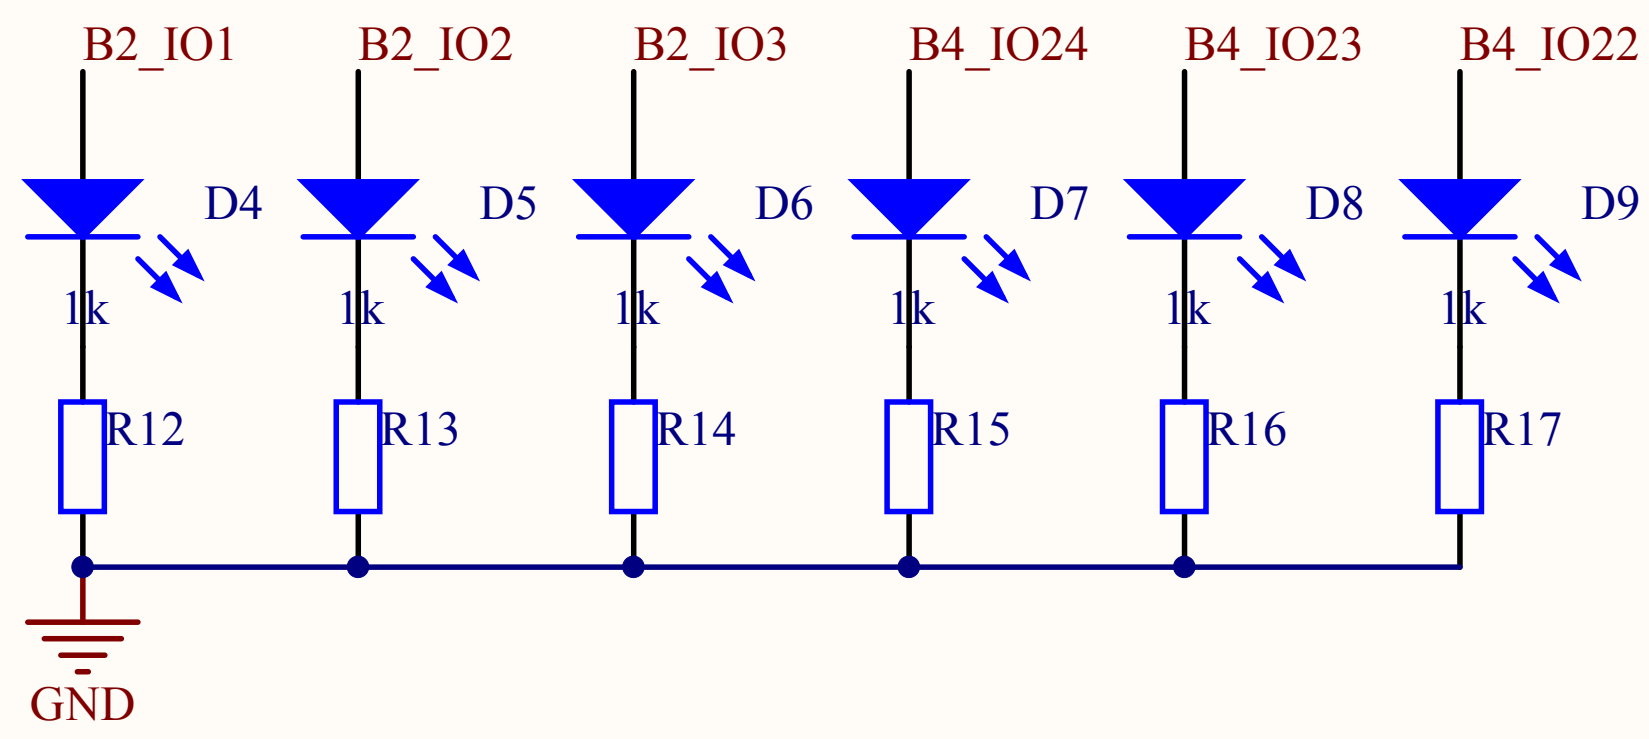 B2_IO1 B2_IO2 B2_IO3 B4_IO24 B4_IO23 B4_IO22
D4 D5 D6 D7 D8 D9
1k 1k 1k 1k 1k 1k
R12 R13 R14 R15 R16 R17
GND